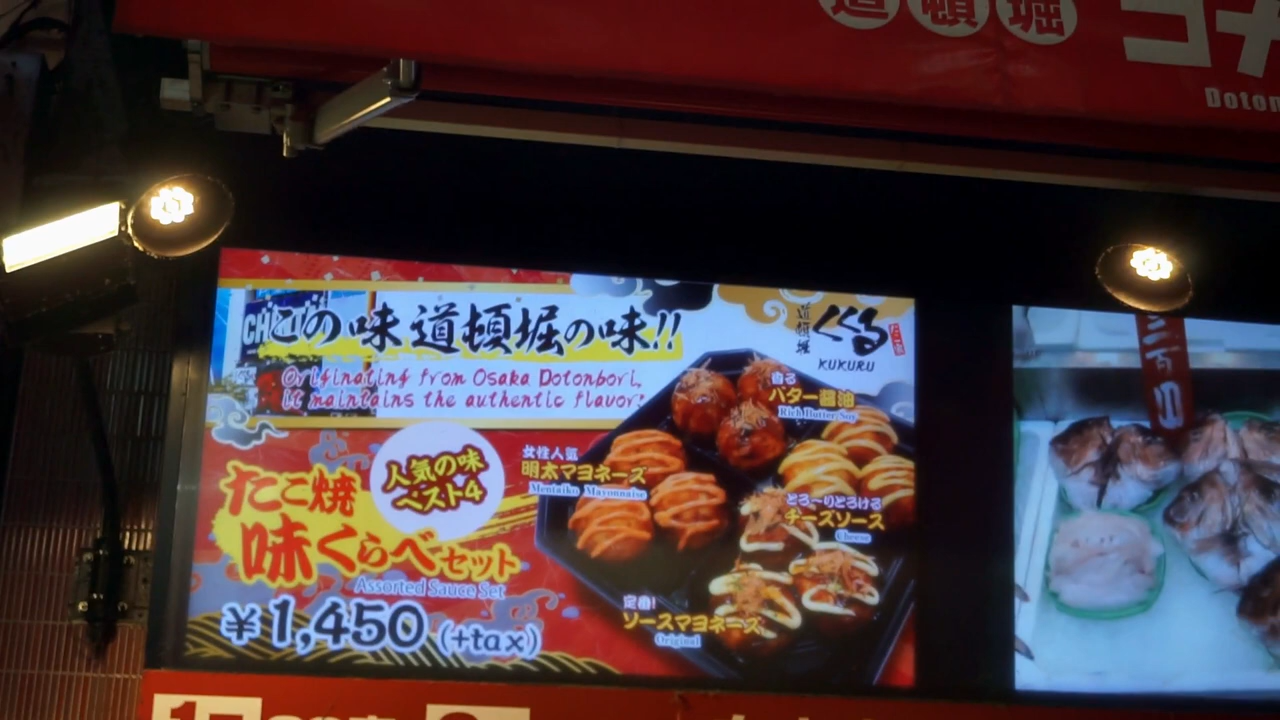 道頓堀
コナ
Doton
この味道頓堀の味!!
Originating from Osaka Dotonbori,
it maintains the authentic flavor!
道頓堀
くくる
たこ家
KUKURU
香る
バター醤油
Rich Butter Soy
女性人気
明太マヨネーズ
Mentaiko Mayonnaise
人気の味
ベスト4
とろ~りとろける
チーズソース
Cheese
たこ焼
味くらべセット
Assorted Sauce Set
¥1,450 (+tax)
定番!
ソースマヨネーズ
Original